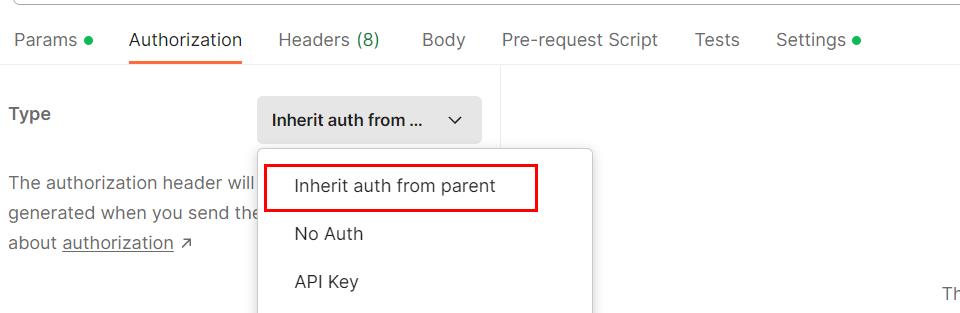 Params Authorization Headers (8) Body Pre-request Script Tests Settings
Type
Inherit auth from ...
Inherit auth from parent
No Auth
API Key
The authorization header will
generated when you send the
about authorization ↗
Th